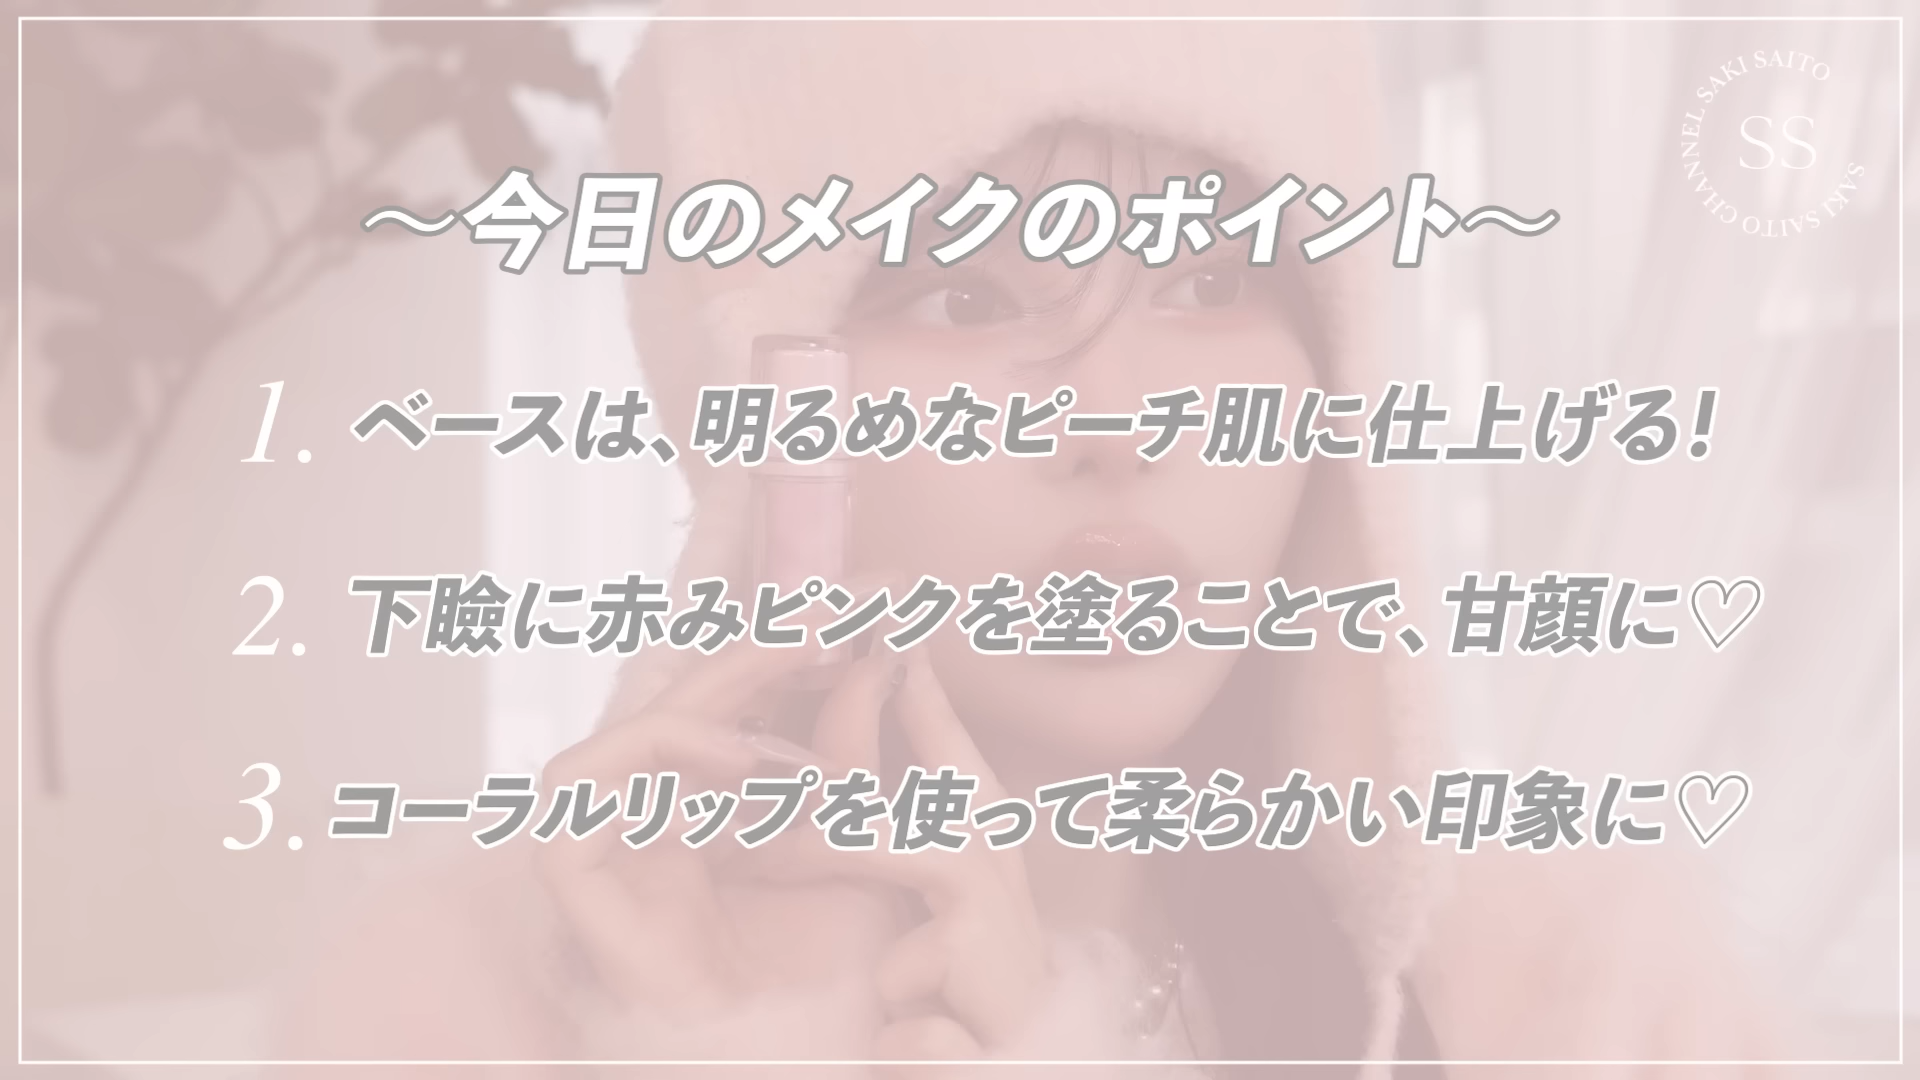 SAKI SAITO CHANNEL SAKI SAITO
SS
～今日のメイクのポイント～
1. ベースは、明るめなピーチ肌に仕上げる!
2. 下瞼に赤みピンクを塗ることで、甘顔に♡
3. コーラルリップを使って柔らかい印象に♡